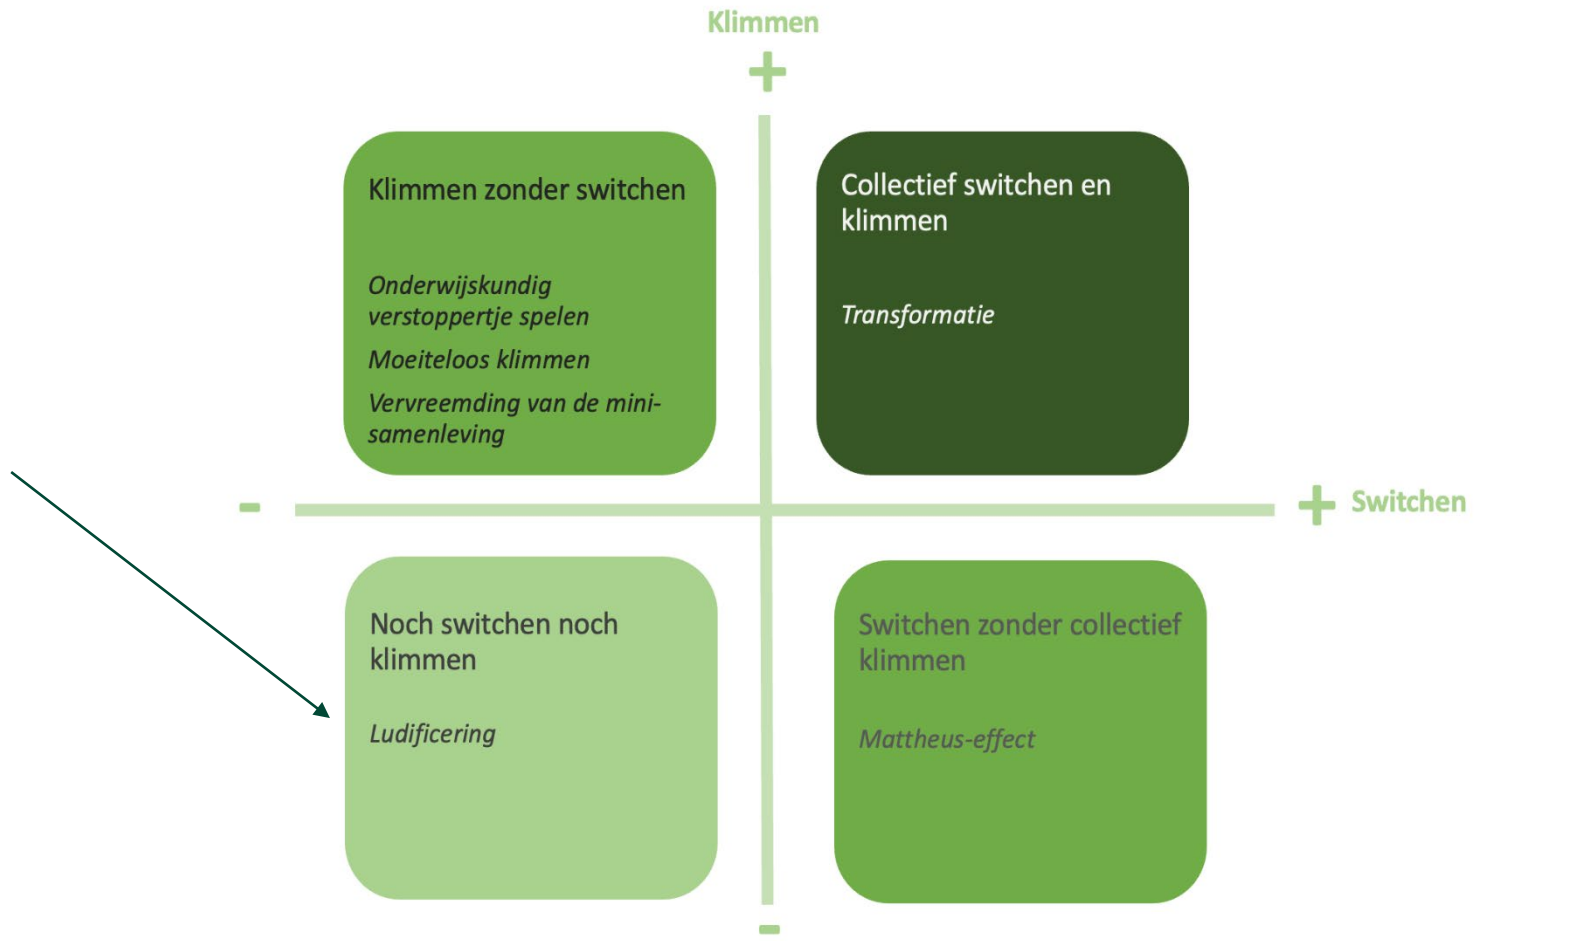 Klimmen
+
Klimmen zonder switchen
Onderwijskundig
verstoppertje spelen
Moeiteloos klimmen
Vervreemding van de mini-
samenleving
Collectief switchen en
klimmen
Transformatie
-
+ Switchen
Noch switchen noch
klimmen
Ludificering
Switchen zonder collectief
klimmen
Mattheus-effect
-